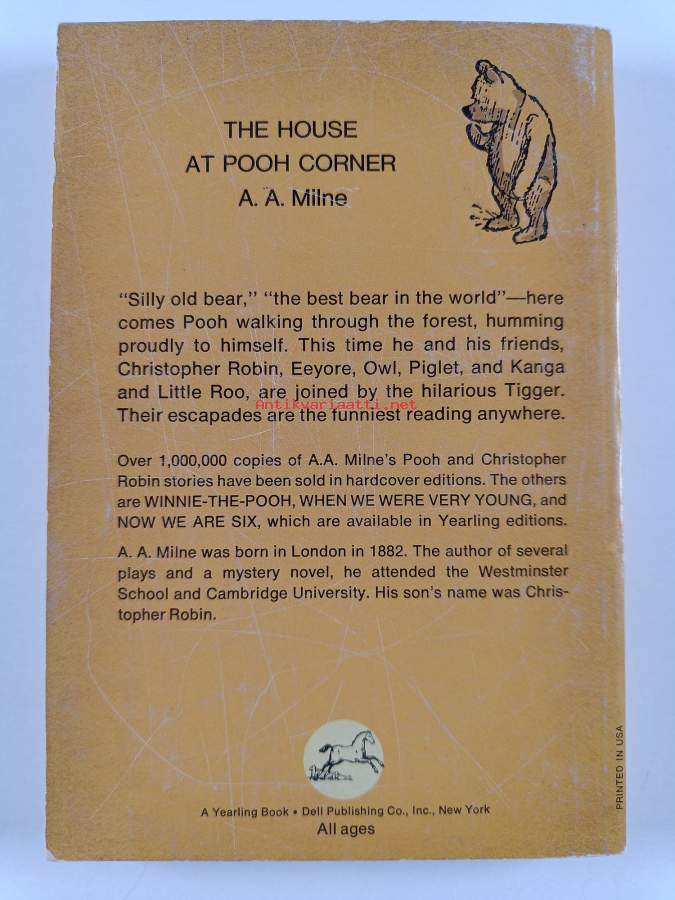 THE HOUSE
AT POOH CORNER
A. A. Milne
"Silly old bear," "the best bear in the world"—here
comes Pooh walking through the forest, humming
proudly to himself. This time he and his friends,
Christopher Robin, Eeyore, Owl, Piglet, and Kanga
and Little Roo, are joined by the hilarious Tigger.
Antikvariaatti.net
Their escapades are the funniest reading anywhere.
Over 1,000,000 copies of A.A. Milne's Pooh and Christopher
Robin stories have been sold in hardcover editions. The others
are WINNIE-THE-POOH, WHEN WE WERE VERY YOUNG, and
NOW WE ARE SIX, which are available in Yearling editions.
A. A. Milne was born in London in 1882. The author of several
plays and a mystery novel, he attended the Westminster
School and Cambridge University. His son's name was Chris-
topher Robin.
A Yearling Book • Dell Publishing Co., Inc., New York
All ages
PRINTED IN USA